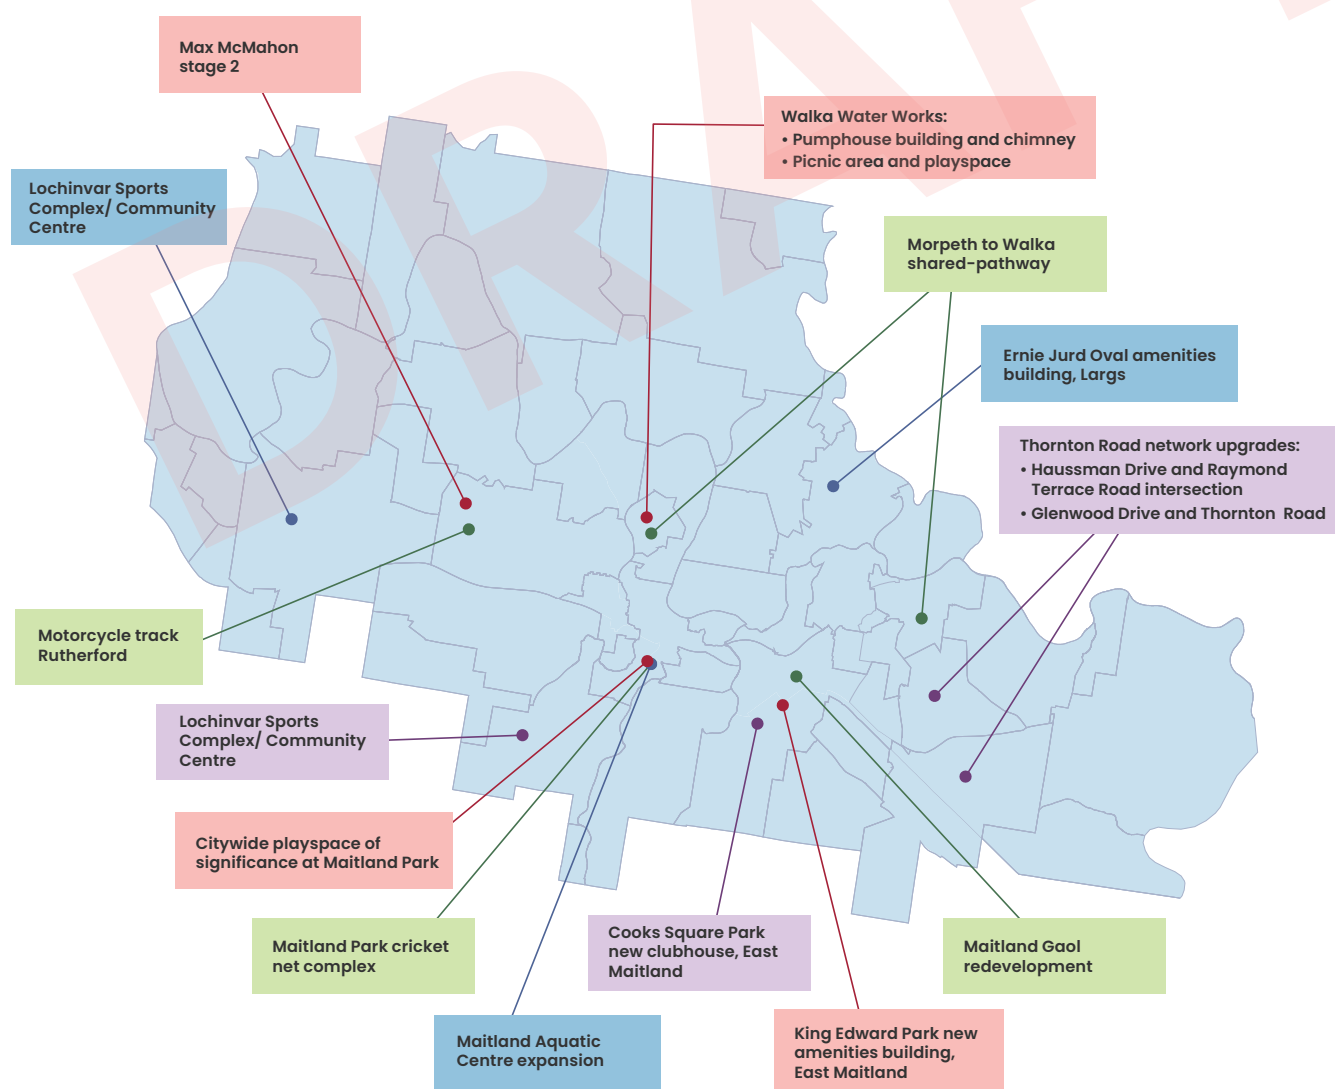 DRAFT
Max McMahon
stage 2
Walka Water Works:
• Pumphouse building and chimney
• Picnic area and playspace
Lochinvar Sports
Complex/ Community
Centre
Morpeth to Walka
shared-pathway
Ernie Jurd Oval amenities
building, Largs
Thornton Road network upgrades:
• Haussman Drive and Raymond
Terrace Road intersection
• Glenwood Drive and Thornton Road
Motorcycle track
Rutherford
Lochinvar Sports
Complex/ Community
Centre
Citywide playspace of
significance at Maitland Park
Maitland Park cricket
net complex
Cooks Square Park
new clubhouse, East
Maitland
Maitland Gaol
redevelopment
Maitland Aquatic
Centre expansion
King Edward Park new
amenities building,
East Maitland